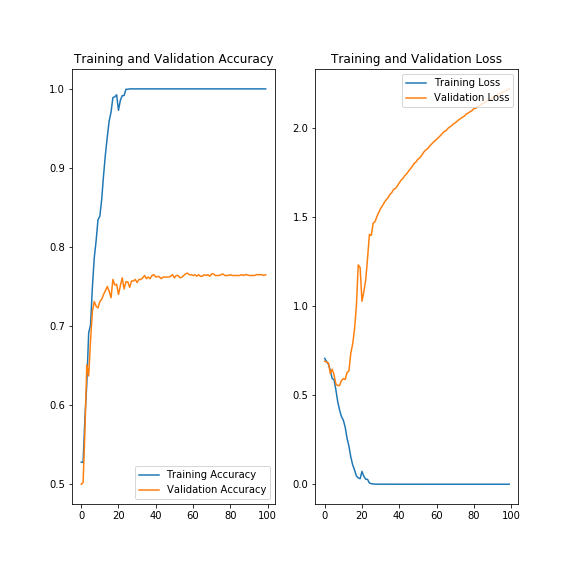 Training and Validation Accuracy
1.0
0.9
0.8
0.7
0.6
0.5
0 20 40 60 80 100
Training Accuracy
Validation Accuracy
Training and Validation Loss
2.0
1.5
1.0
0.5
0.0
0 20 40 60 80 100
Training Loss
Validation Loss